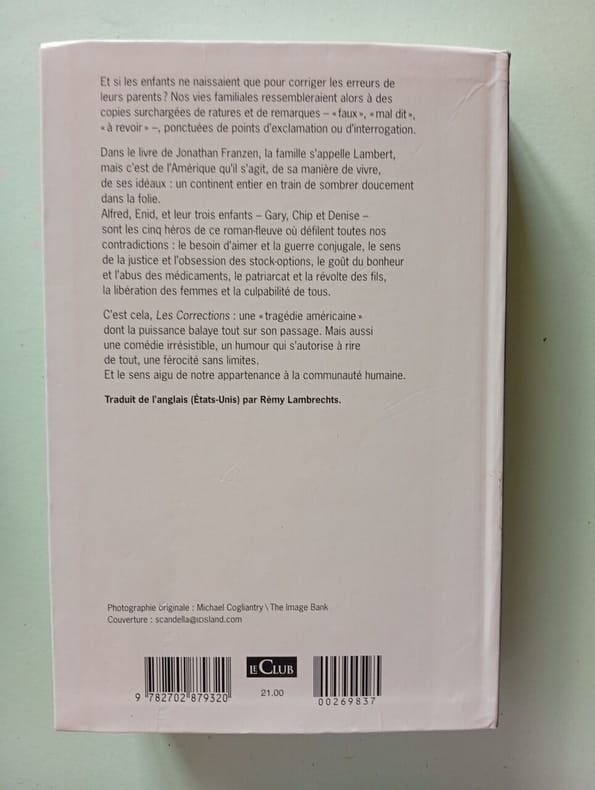 Et si les enfants ne naissaient que pour corriger les erreurs de
leurs parents ? Nos vies familiales ressembleraient alors à des
copies surchargées de ratures et de remarques – « faux », « mal dit »,
« à revoir » –, ponctuées de points d'exclamation ou d'interrogation.
Dans le livre de Jonathan Franzen, la famille s'appelle Lambert,
mais c'est de l'Amérique qu'il s'agit, de sa manière de vivre,
de ses idéaux : un continent entier en train de sombrer doucement
dans la folie.
Alfred, Enid, et leur trois enfants – Gary, Chip et Denise –
sont les cinq héros de ce roman-fleuve où défilent toutes nos
contradictions : le besoin d'aimer et la guerre conjugale, le sens
de la justice et l'obsession des stock-options, le goût du bonheur
et l'abus des médicaments, le patriarcat et la révolte des fils,
la libération des femmes et la culpabilité de tous.
C'est cela, Les Corrections : une « tragédie américaine »
dont la puissance balaye tout sur son passage. Mais aussi
une comédie irrésistible, un humour qui s'autorise à rire
de tout, une férocité sans limites.
Et le sens aigu de notre appartenance à la communauté humaine.
Traduit de l'anglais (États-Unis) par Rémy Lambrechts.
Photographie originale : Michael Cogliantry \ The Image Bank
Couverture : scandella@iDsland.com
LE CLUB
9 782702 879320
21.00
00269837